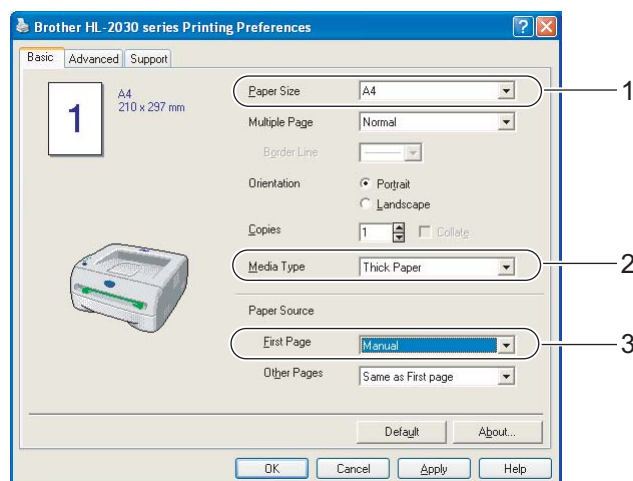 Brother HL-2030 series Printing Preferences
Basic Advanced Support
1
A4
210 x 297 mm
Paper Size A4 1
Multiple Page Normal
Border Line
Orientation Portrait
Landscape
Copies 1 Collate
Media Type Thick Paper 2
Paper Source
First Page Manual 3
Other Pages Same as First page
Default About...
OK Cancel Apply Help